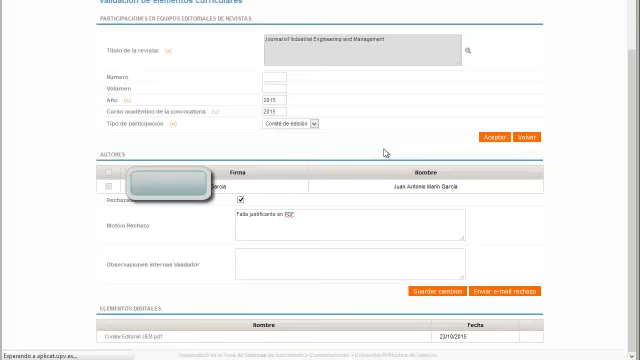 Validación de elementos curriculares
PARTICIPACIONES EN EQUIPOS EDITORIALES DE REVISTAS
Journal of Industrial Engineering and Management
Título de la revista
Número
Volumen
Año
2015
Curso académico de la convocatoria
2015
Tipo de participación
Comité de edición
Aceptar
Volver
AUTORES
Firma
Nombre
García
Juan Antonio Marín García
Rechazado
Falta justificante en PDF
Motivo Rechazo
Observaciones Internas Validador
Guardar cambios
Enviar e-mail rechazo
ELEMENTOS DIGITALES
Nombre
Fecha
Comite Editorial JIEM.pdf
23/10/2015
Esperando a aplicat.upv.es...